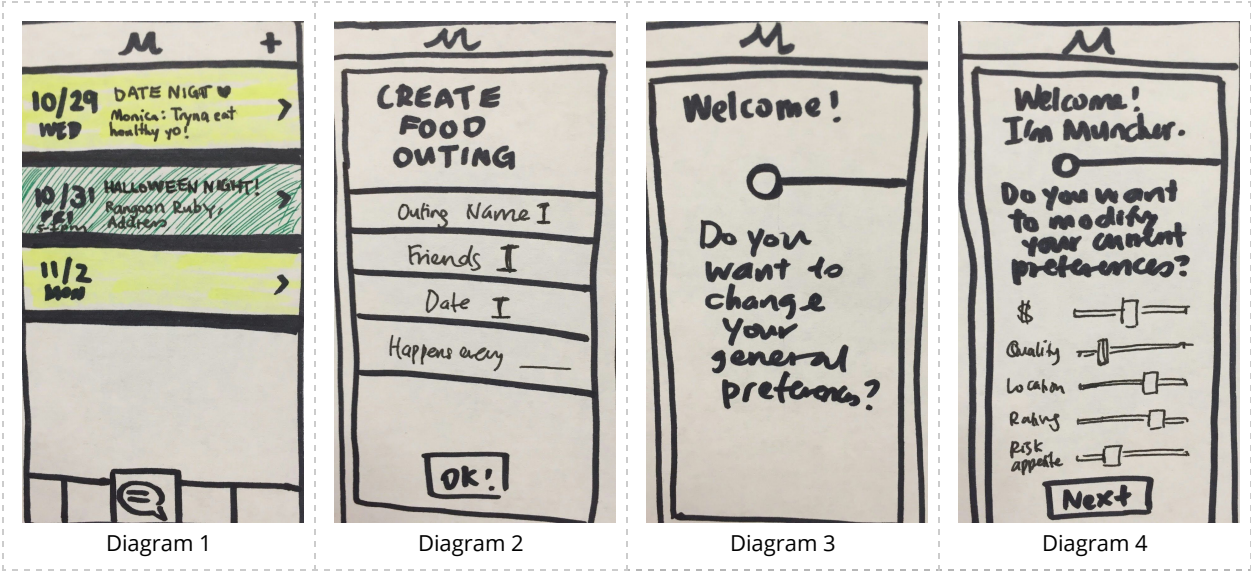 M +
10/29
WED
DATE NIGT ♥
Monica: Tryna eat
healthy yo!
10/31
FRI
HALLOWEEN NIGHT!
Rangoon Ruby,
Address
11/2
MON
Diagram 1
M
CREATE
FOOD
OUTING
Outing Name
Friends
Date
Happens every ____
OK!
Diagram 2
M
Welcome!
Do you
want to
change
your
general
preferences?
Diagram 3
M
Welcome!
I'm Muncher.
Do you want
to modify
your current
preferences?
$
Quality
Location
Rating
Risk
appetite
Next
Diagram 4